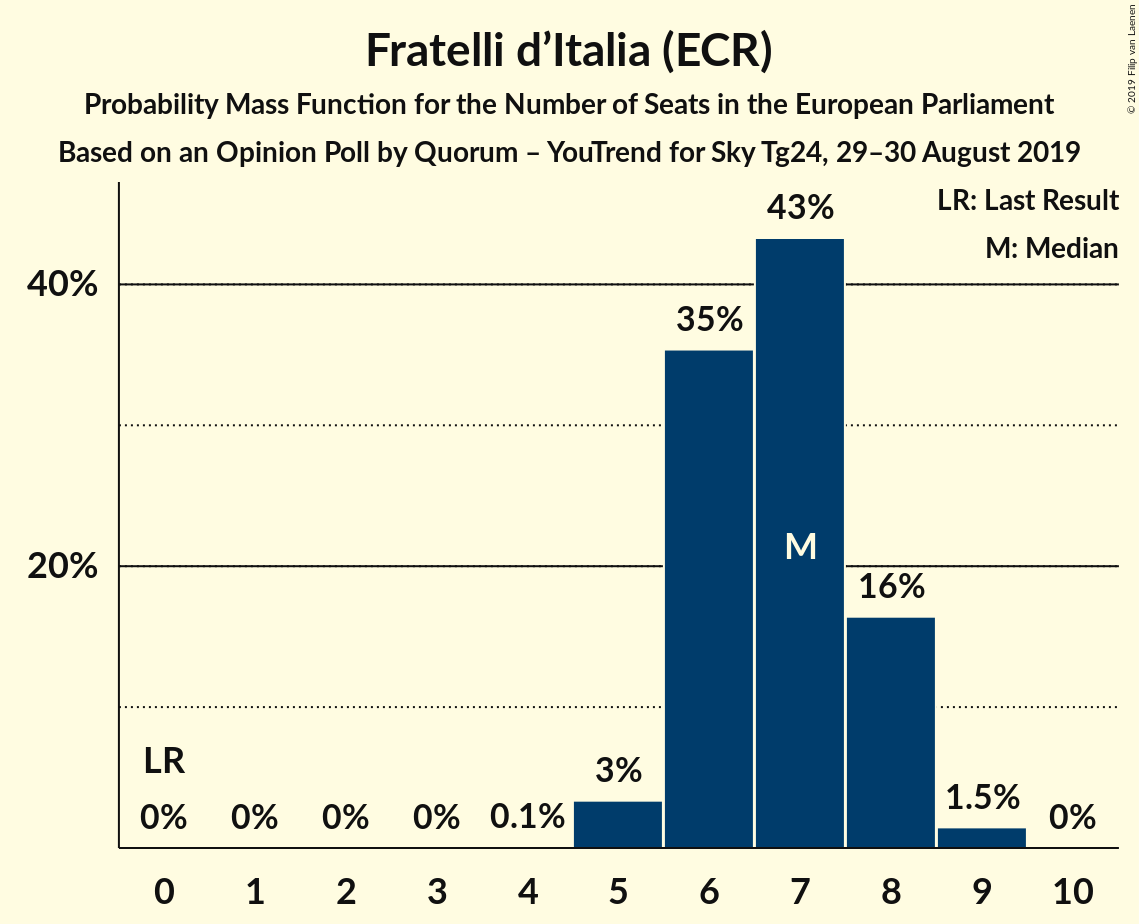 Fratelli d’Italia (ECR)
Probability Mass Function for the Number of Seats in the European Parliament
Based on an Opinion Poll by Quorum – YouTrend for Sky Tg24, 29–30 August 2019
© 2019 Filip van Laenen
LR: Last Result
M: Median
43%
40%
35%
M
20%
16%
LR
3%
1.5%
0% 0% 0% 0% 0.1% 0%
0 1 2 3 4 5 6 7 8 9 10